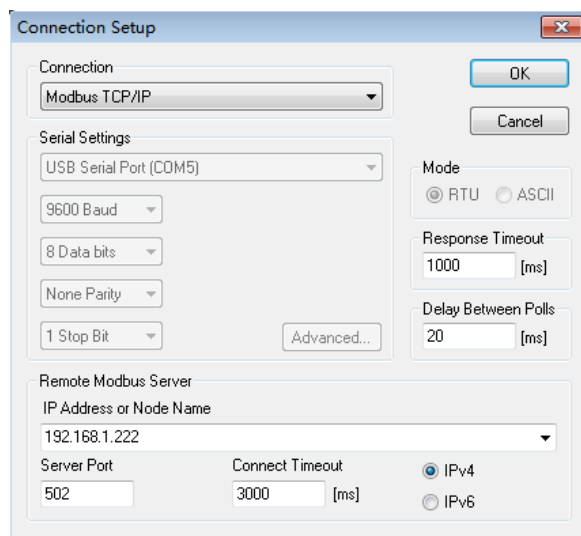 Connection Setup
Connection
Modbus TCP/IP
OK
Cancel
Serial Settings
USB Serial Port (COM5)
9600 Baud
8 Data bits
None Parity
1 Stop Bit
Advanced...
Mode
RTU ASCII
Response Timeout
1000 [ms]
Delay Between Polls
20 [ms]
Remote Modbus Server
IP Address or Node Name
192.168.1.222
Server Port Connect Timeout
502 3000 [ms]
IPv4
IPv6